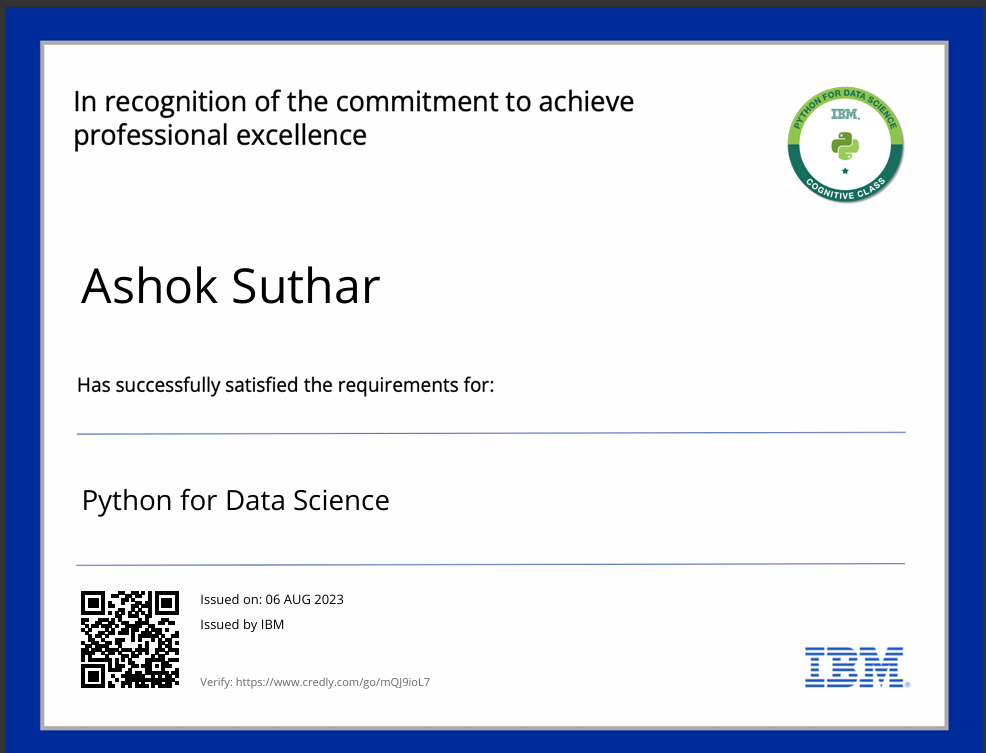 In recognition of the commitment to achieve
professional excellence
PYTHON FOR DATA SCIENCE
IBM.
COGNITIVE CLASS
Ashok Suthar
Has successfully satisfied the requirements for:
Python for Data Science
Issued on: 06 AUG 2023
Issued by IBM
Verify: https://www.credly.com/go/mQJ9ioL7
IBM®